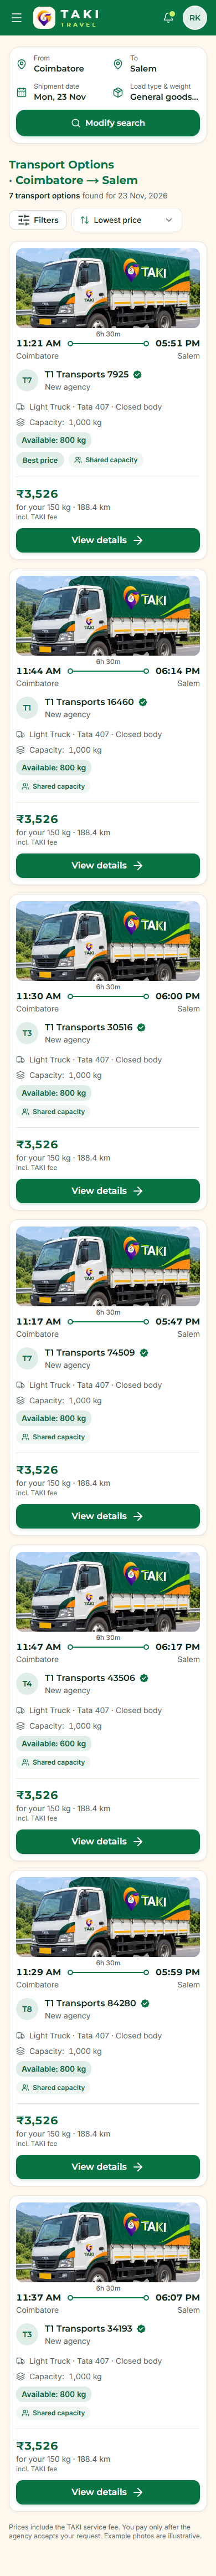 TAKI
TRAVEL
RK
From
Coimbatore
To
Salem
Shipment date
Mon, 23 Nov
Load type & weight
General goods...
Modify search
Transport Options
· Coimbatore → Salem
7 transport options found for 23 Nov, 2026
Filters
Lowest price
TAKI
TAKI
6h 30m
11:21 AM
05:51 PM
Coimbatore
Salem
T7
T1 Transports 7925
New agency
Light Truck · Tata 407 · Closed body
Capacity: 1,000 kg
Available: 800 kg
Best price
Shared capacity
₹3,526
for your 150 kg · 188.4 km
incl. TAKI fee
View details →
TAKI
TAKI
6h 30m
11:44 AM
06:14 PM
Coimbatore
Salem
T1
T1 Transports 16460
New agency
Light Truck · Tata 407 · Closed body
Capacity: 1,000 kg
Available: 800 kg
Shared capacity
₹3,526
for your 150 kg · 188.4 km
incl. TAKI fee
View details →
TAKI
TAKI
6h 30m
11:30 AM
06:00 PM
Coimbatore
Salem
T3
T1 Transports 30516
New agency
Light Truck · Tata 407 · Closed body
Capacity: 1,000 kg
Available: 800 kg
Shared capacity
₹3,526
for your 150 kg · 188.4 km
incl. TAKI fee
View details →
TAKI
TAKI
6h 30m
11:17 AM
05:47 PM
Coimbatore
Salem
T7
T1 Transports 74509
New agency
Light Truck · Tata 407 · Closed body
Capacity: 1,000 kg
Available: 800 kg
Shared capacity
₹3,526
for your 150 kg · 188.4 km
incl. TAKI fee
View details →
TAKI
TAKI
6h 30m
11:47 AM
06:17 PM
Coimbatore
Salem
T4
T1 Transports 43506
New agency
Light Truck · Tata 407 · Closed body
Capacity: 1,000 kg
Available: 600 kg
Shared capacity
₹3,526
for your 150 kg · 188.4 km
incl. TAKI fee
View details →
TAKI
TAKI
6h 30m
11:29 AM
05:59 PM
Coimbatore
Salem
T8
T1 Transports 84280
New agency
Light Truck · Tata 407 · Closed body
Capacity: 1,000 kg
Available: 800 kg
Shared capacity
₹3,526
for your 150 kg · 188.4 km
incl. TAKI fee
View details →
TAKI
TAKI
6h 30m
11:37 AM
06:07 PM
Coimbatore
Salem
T3
T1 Transports 34193
New agency
Light Truck · Tata 407 · Closed body
Capacity: 1,000 kg
Available: 800 kg
Shared capacity
₹3,526
for your 150 kg · 188.4 km
incl. TAKI fee
View details →
Prices include the TAKI service fee. You pay only after the
agency accepts your request. Example photos are illustrative.